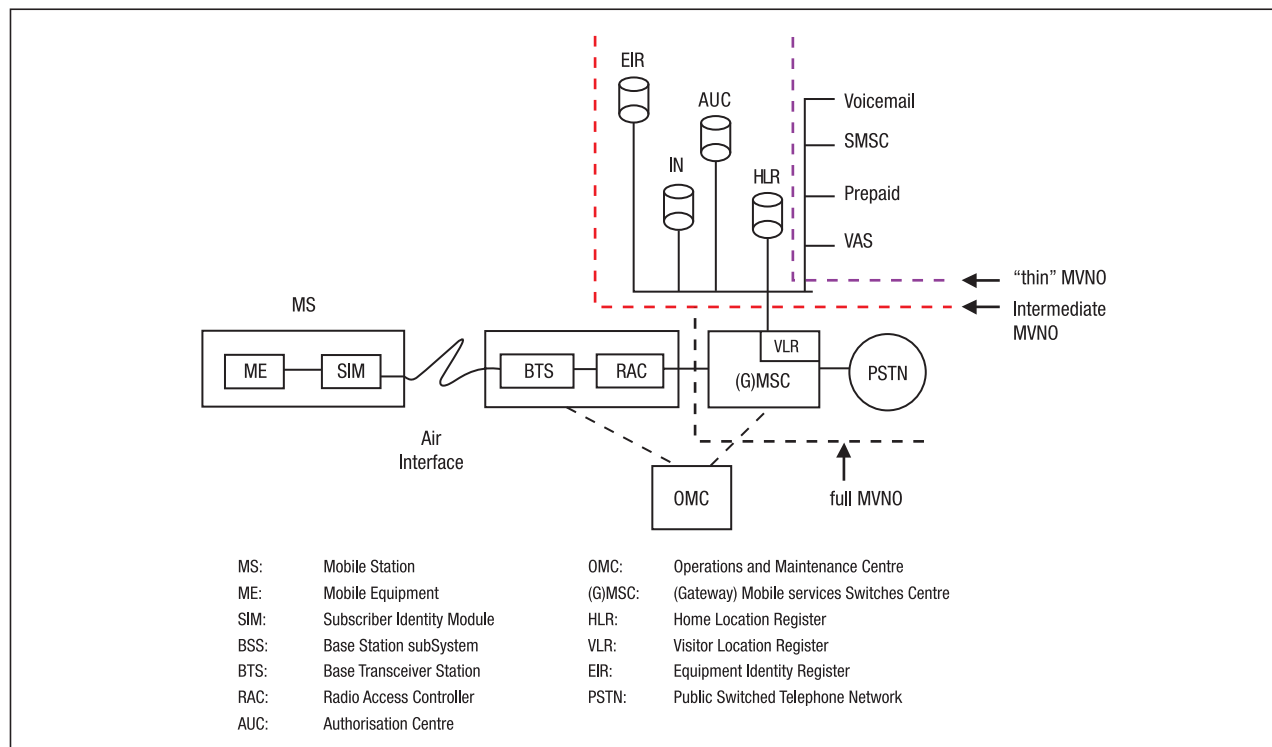 EIR
AUC
IN
HLR
Voicemail
SMSC
Prepaid
VAS
“thin” MVNO
Intermediate
MVNO
MS
ME
SIM
BTS
RAC
VLR
(G)MSC
PSTN
Air
Interface
OMC
full MVNO
MS: Mobile Station
ME: Mobile Equipment
SIM: Subscriber Identity Module
BSS: Base Station subSystem
BTS: Base Transceiver Station
RAC: Radio Access Controller
AUC: Authorisation Centre
OMC: Operations and Maintenance Centre
(G)MSC: (Gateway) Mobile services Switches Centre
HLR: Home Location Register
VLR: Visitor Location Register
EIR: Equipment Identity Register
PSTN: Public Switched Telephone Network